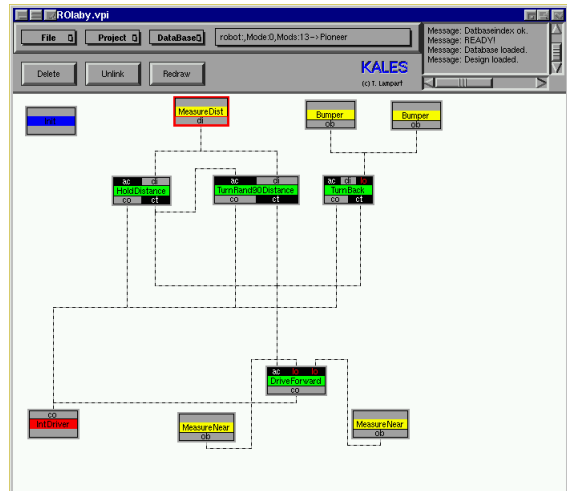 ROlaby.vpi
File
Project
DataBase
robot:,Mode:0,Mods:13--> Pioneer
Message: Datbaseindex ok.
Message: READY!
Message: Database loaded.
Message: Design loaded.
Delete
Unlink
Redraw
KALES
(c) T. Lampart
MeasureDist
di
Bumper
ob
Bumper
ob
ac di
HoldDistance
co ct
ac di
TurnRand90Distance
co ct
ac di lo
TurnBack
co ct
ac lo lo
DriveForward
co
co
IntDriver
MeasureNear
ob
MeasureNear
ob